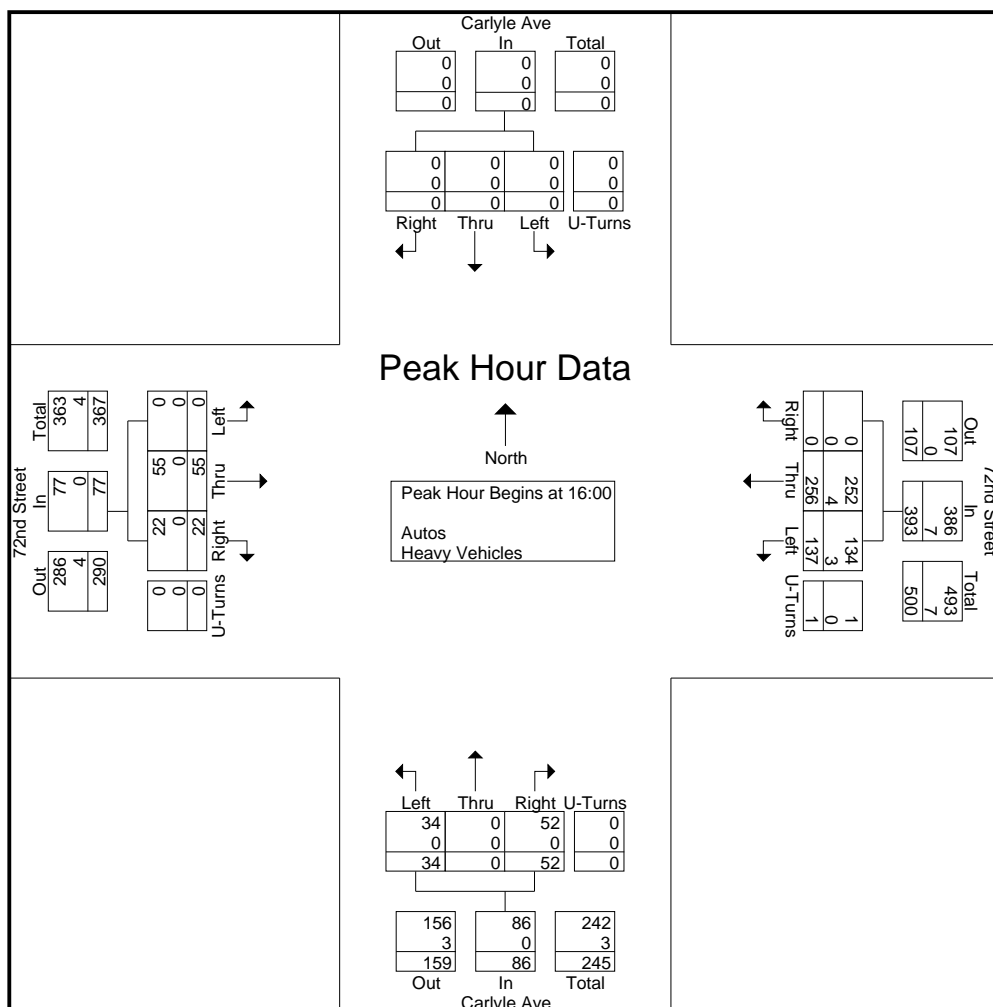 Carlyle Ave
Out In Total
0 0 0
0 0 0
0 0 0
0 0 0 0
0 0 0 0
0 0 0 0
Right Thru Left U-Turns
Peak Hour Data
North
Peak Hour Begins at 16:00
Autos
Heavy Vehicles
72nd Street
Total In Out
363 77 286
4 0 4
367 77 290
0 55 22 0
0 0 0 0
0 55 22 0
Left Thru Right U-Turns
72nd Street
Out In Total
107 386 493
0 7 7
107 393 500
0 252 134 1
0 4 3 0
0 256 137 1
Right Thru Left U-Turns
Left Thru Right U-Turns
34 0 52 0
0 0 0 0
34 0 52 0
156 86 242
3 0 3
159 86 245
Out In Total
Carlyle Ave